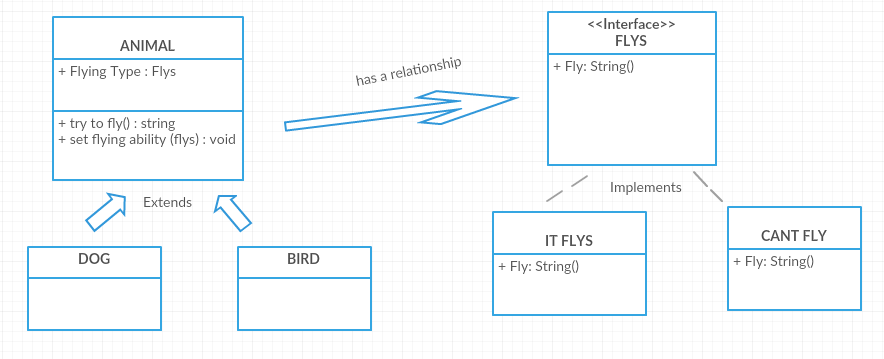 ANIMAL
+ Flying Type : Flys
+ try to fly() : string
+ set flying ability (flys) : void
has a relationship
<<Interface>>
FLYS
+ Fly: String()
Extends
Implements
DOG
BIRD
IT FLYS
+ Fly: String()
CANT FLY
+ Fly: String()